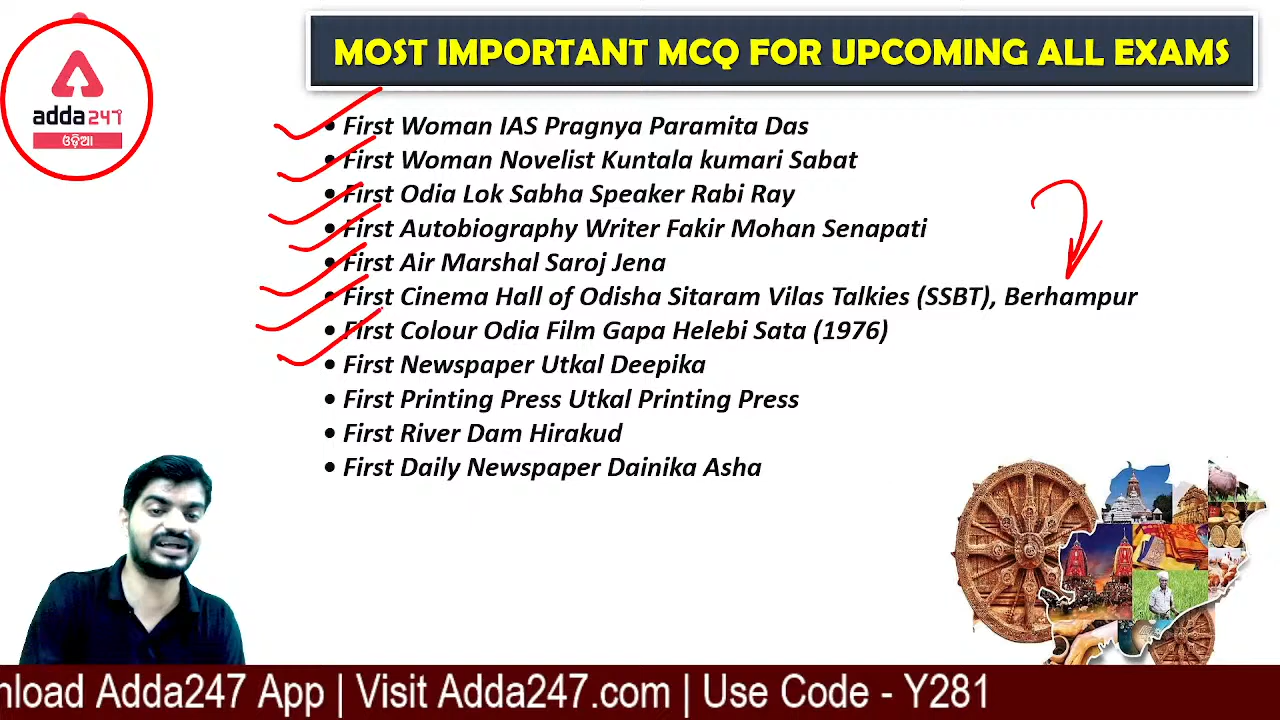 adda247
ଓଡ଼ିଆ
MOST IMPORTANT MCQ FOR UPCOMING ALL EXAMS
• First Woman IAS Pragnya Paramita Das
• First Woman Novelist Kuntala kumari Sabat
• First Odia Lok Sabha Speaker Rabi Ray
• First Autobiography Writer Fakir Mohan Senapati
• First Air Marshal Saroj Jena
• First Cinema Hall of Odisha Sitaram Vilas Talkies (SSBT), Berhampur
• First Colour Odia Film Gapa Helebi Sata (1976)
• First Newspaper Utkal Deepika
• First Printing Press Utkal Printing Press
• First River Dam Hirakud
• First Daily Newspaper Dainika Asha
nload Adda247 App | Visit Adda247.com | Use Code - Y281